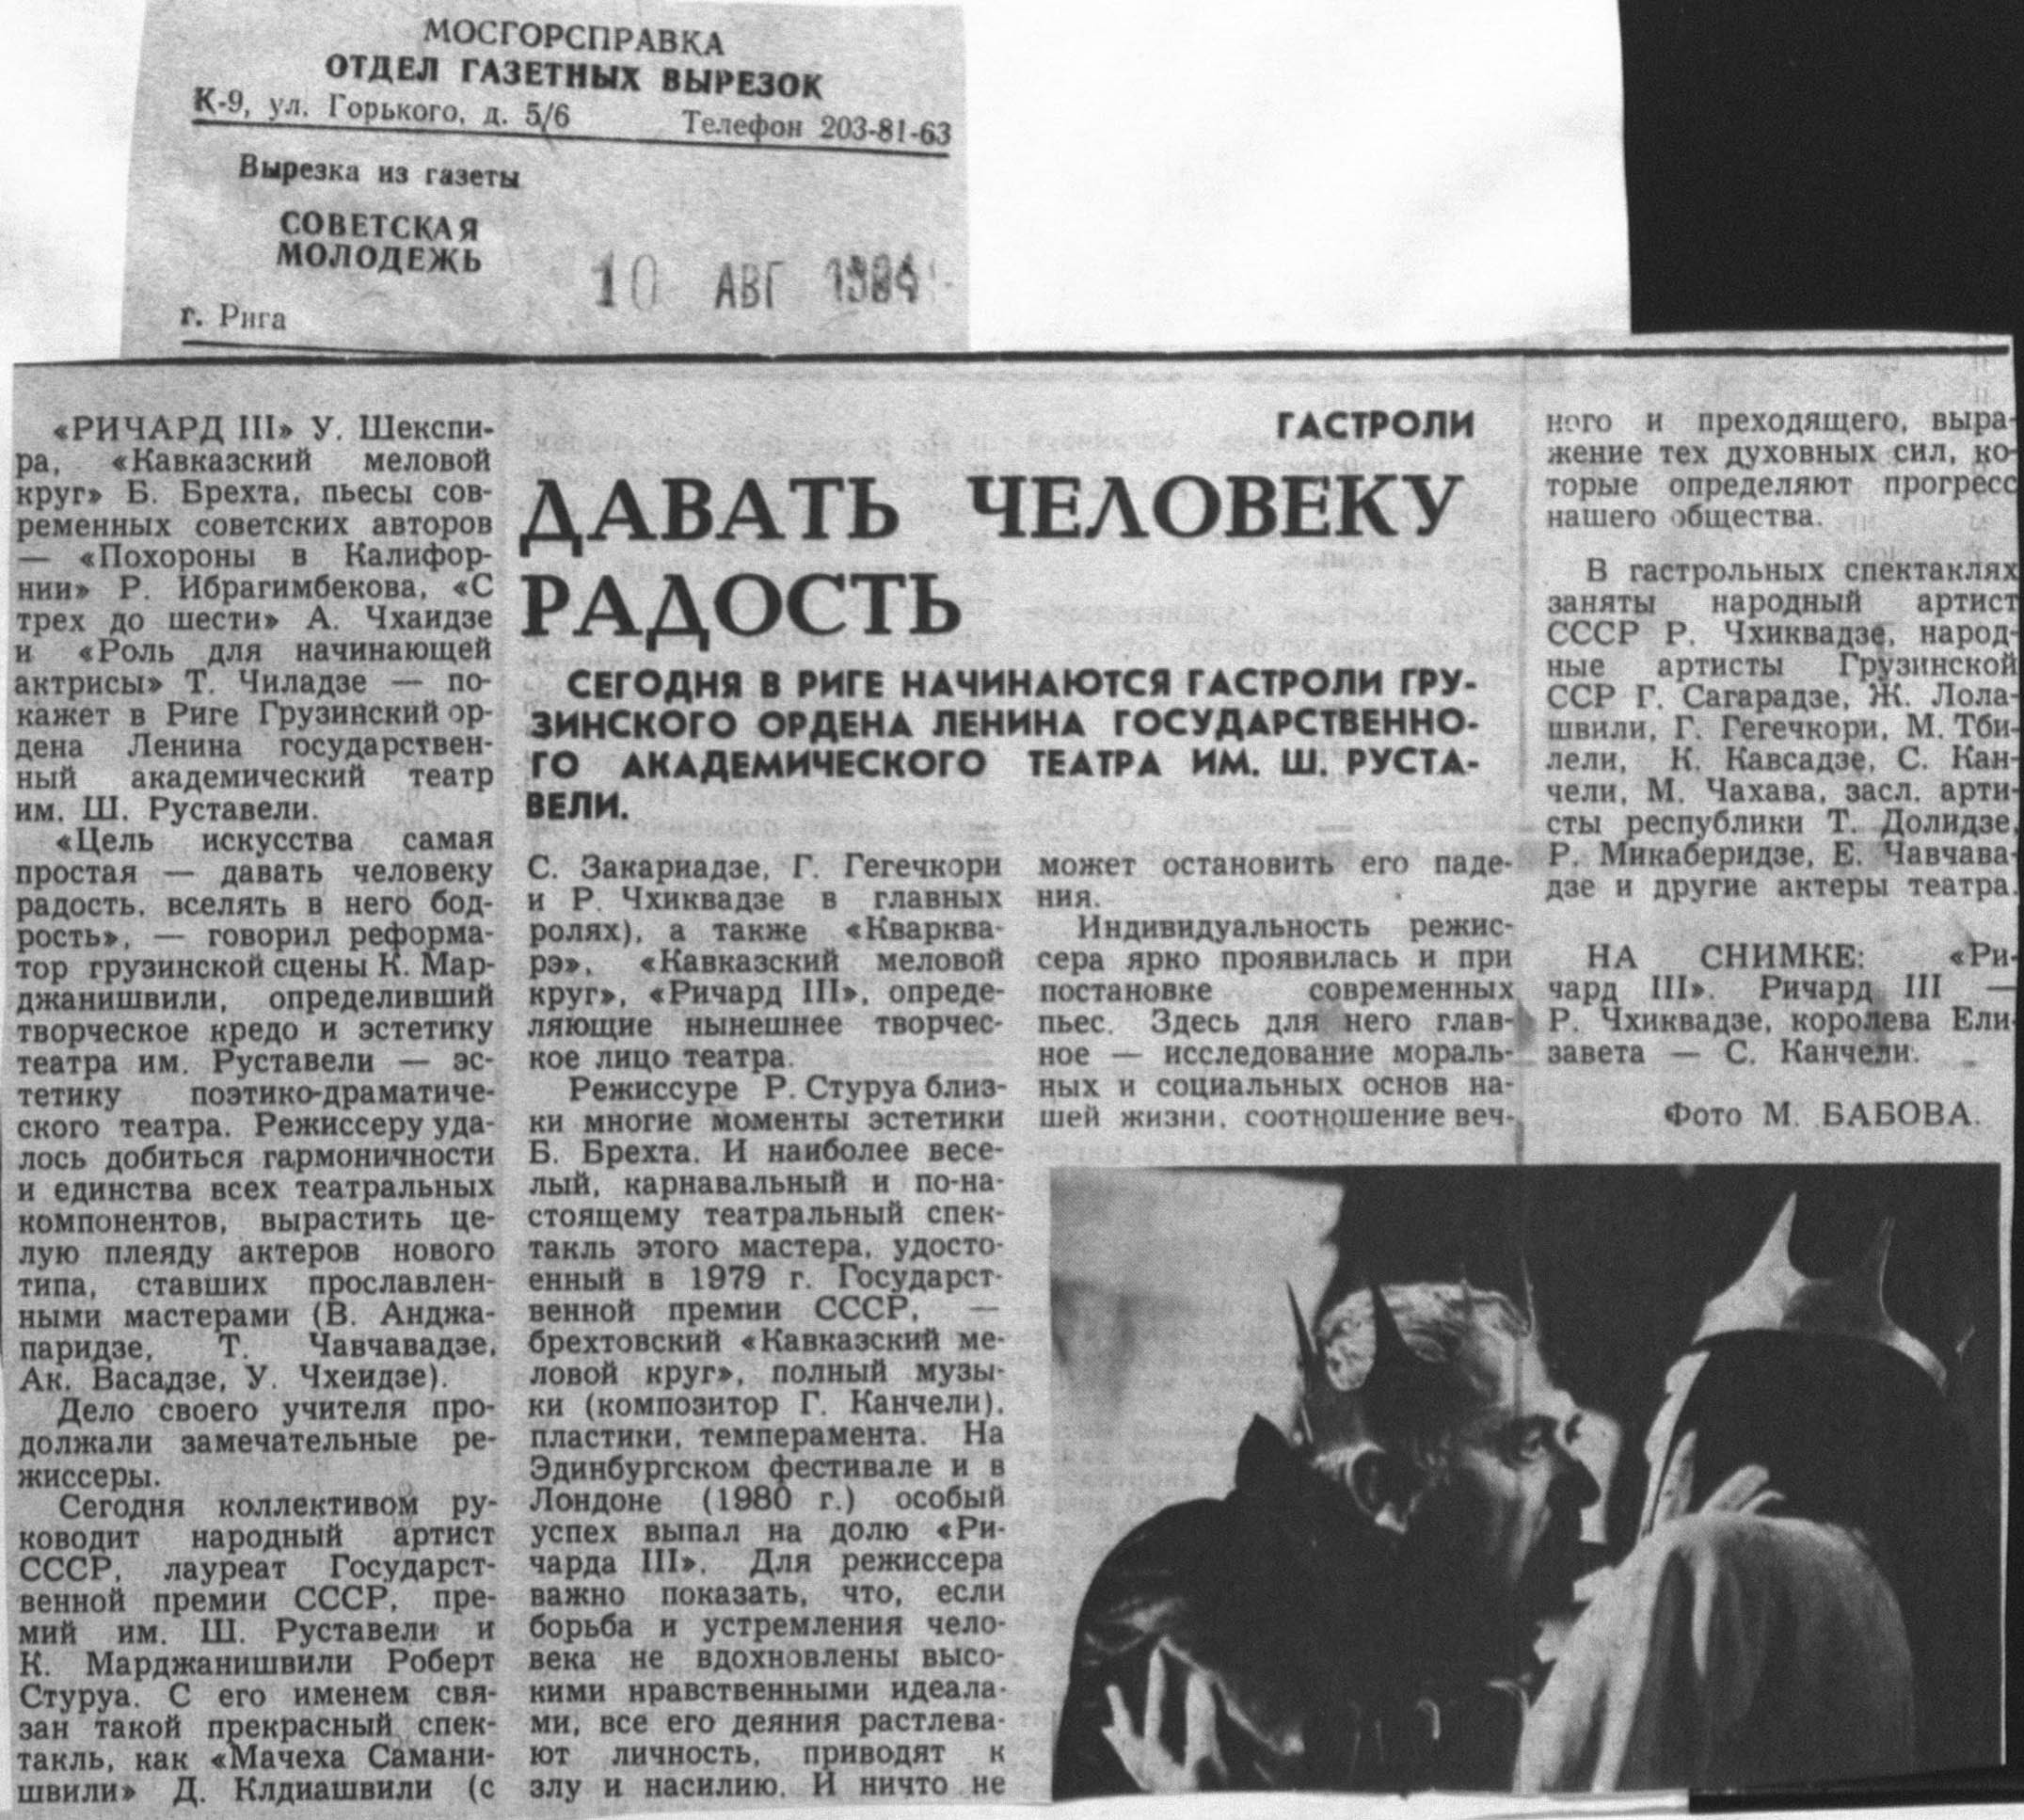 МОСГОРСПРАВКА
ОТДЕЛ ГАЗЕТНЫХ ВЫРЕЗОК
К-9, ул. Горького, д. 5/6 Телефон 203-81-63
Вырезка из газеты
СОВЕТСКАЯ
МОЛОДЕЖЬ
10 АВГ 1984
г. Рига
ГАСТРОЛИ
ДАВАТЬ ЧЕЛОВЕКУ
РАДОСТЬ
СЕГОДНЯ В РИГЕ НАЧИНАЮТСЯ ГАСТРОЛИ ГРУ-
ЗИНСКОГО ОРДЕНА ЛЕНИНА ГОСУДАРСТВЕННО-
ГО АКАДЕМИЧЕСКОГО ТЕАТРА ИМ. Ш. РУСТА-
ВЕЛИ.
«РИЧАРД III» У. Шекспи-
ра, «Кавказский меловой
круг» Б. Брехта, пьесы сов-
ременных советских авторов
— «Похороны в Калифор-
нии» Р. Ибрагимбекова, «С
трех до шести» А. Чхаидзе
и «Роль для начинающей
актрисы» Т. Чиладзе — по-
кажет в Риге Грузинский ор-
дена Ленина государствен-
ный академический театр
им. Ш. Руставели.
«Цель искусства самая
простая — давать человеку
радость, вселять в него бод-
рость», — говорил реформа-
тор грузинской сцены К. Мар-
джанишвили, определивший
творческое кредо и эстетику
театра им. Руставели — эс-
тетику поэтико-драматиче-
ского театра. Режиссеру уда-
лось добиться гармоничности
и единства всех театральных
компонентов, вырастить це-
лую плеяду актеров нового
типа, ставших прославлен-
ными мастерами (В. Анджа-
паридзе, Т. Чавчавадзе,
Ак. Васадзе, У. Чхеидзе).
Дело своего учителя про-
должали замечательные ре-
жиссеры.
Сегодня коллективом ру-
ководит народный артист
СССР, лауреат Государст-
венной премии СССР, пре-
мий им. Ш. Руставели и
К. Марджанишвили Роберт
Стуруа. С его именем свя-
зан такой прекрасный спек-
такль, как «Мачеха Самани-
швили» Д. Клдиашвили (с
С. Закариадзе, Г. Гегечкори
и Р. Чхиквадзе в главных
ролях), а также «Кварква-
рэ», «Кавказский меловой
круг», «Ричард III», опреде-
ляющие нынешнее творчес-
кое лицо театра.
Режиссуре Р. Стуруа близ-
ки многие моменты эстетики
Б. Брехта. И наиболее весе-
лый, карнавальный и по-на-
стоящему театральный спек-
такль этого мастера, удосто-
енный в 1979 г. Государст-
венной премии СССР, —
брехтовский «Кавказский ме-
ловой круг», полный музы-
ки (композитор Г. Канчели),
пластики, темперамента. На
Эдинбургском фестивале и в
Лондоне (1980 г.) особый
успех выпал на долю «Ри-
чарда III». Для режиссера
важно показать, что, если
борьба и устремления чело-
века не вдохновлены высо-
кими нравственными идеала-
ми, все его деяния растлева-
ют личность, приводят к
злу и насилию. И ничто не
может остановить его паде-
ния.
Индивидуальность режис-
сера ярко проявилась и при
постановке современных
пьес. Здесь для него глав-
ное — исследование мораль-
ных и социальных основ на-
шей жизни, соотношение веч-
ного и преходящего, выра-
жение тех духовных сил, ко-
торые определяют прогресс
нашего общества.
В гастрольных спектаклях
заняты народный артист
СССР Р. Чхиквадзе, народ-
ные артисты Грузинской
ССР Г. Сагарадзе, Ж. Лола-
швили, Г. Гегечкори, М. Тби-
лели, К. Кавсадзе, С. Кан-
чели, М. Чахава, засл. арти-
сты республики Т. Долидзе,
Р. Микаберидзе, Е. Чавчава-
дзе и другие актеры театра.
НА СНИМКЕ: «Ри-
чард III». Ричард III —
Р. Чхиквадзе, королева Ели-
завета — С. Канчели.
Фото М. БАБОВА.